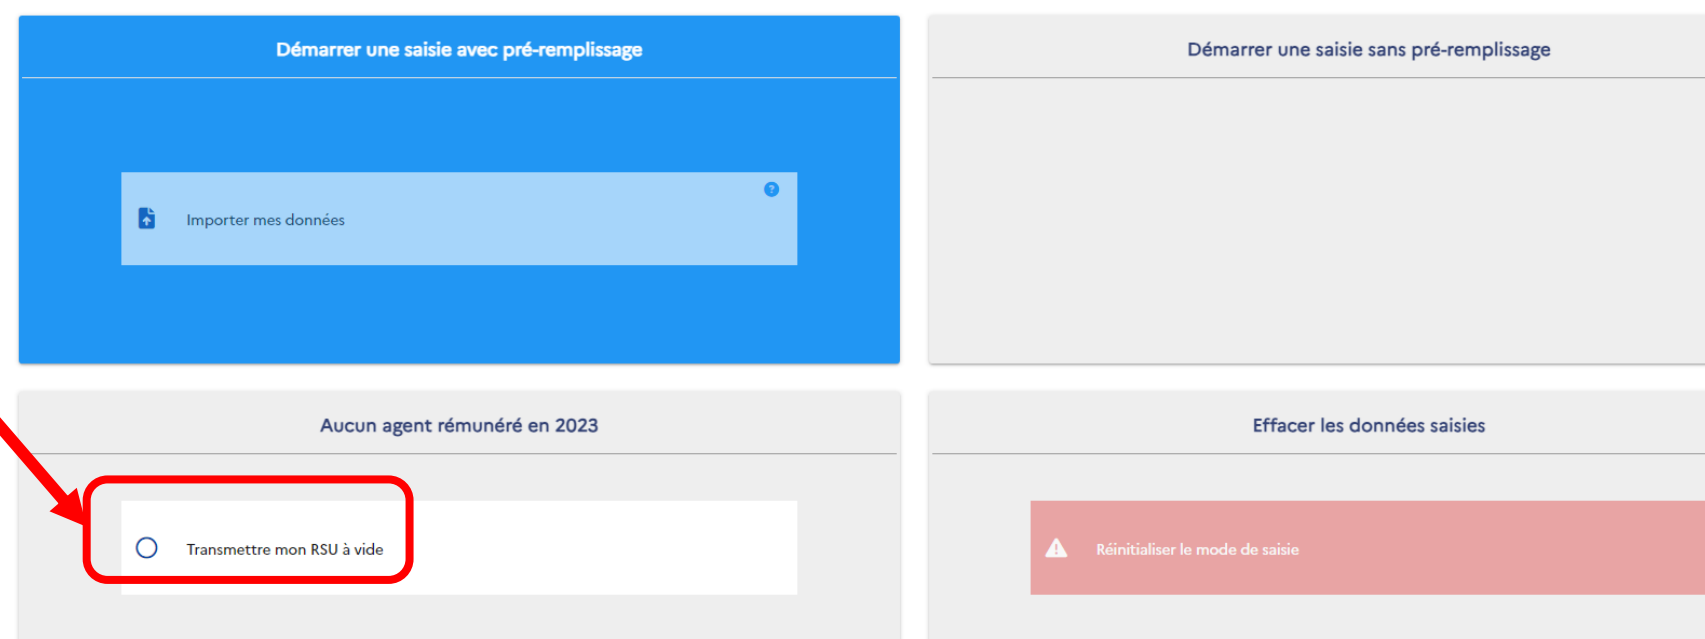 Démarrer une saisie avec pré-remplissage
Démarrer une saisie sans pré-remplissage
?
Importer mes données
Aucun agent rémunéré en 2023
Effacer les données saisies
Transmettre mon RSU à vide
Réinitialiser le mode de saisie